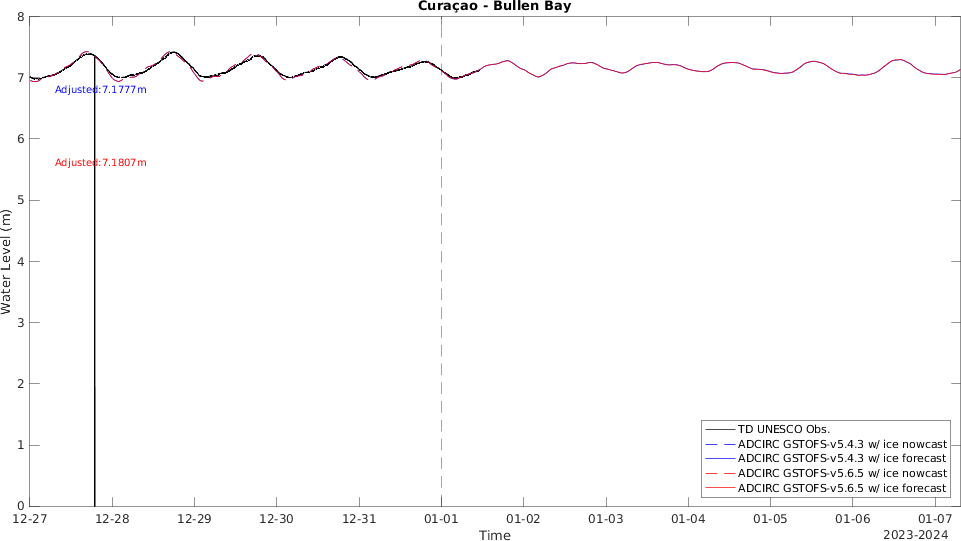 Curaçao - Bullen Bay
8
7
6
5
4
3
2
1
0
Water Level (m)
Adjusted:7.1777m
Adjusted:7.1807m
TD UNESCO Obs.
ADCIRC GSTOFS-v5.4.3 w/ ice nowcast
ADCIRC GSTOFS-v5.4.3 w/ ice forecast
ADCIRC GSTOFS-v5.6.5 w/ ice nowcast
ADCIRC GSTOFS-v5.6.5 w/ ice forecast
12-27 12-28 12-29 12-30 12-31 01-01 01-02 01-03 01-04 01-05 01-06 01-07
Time
2023-2024